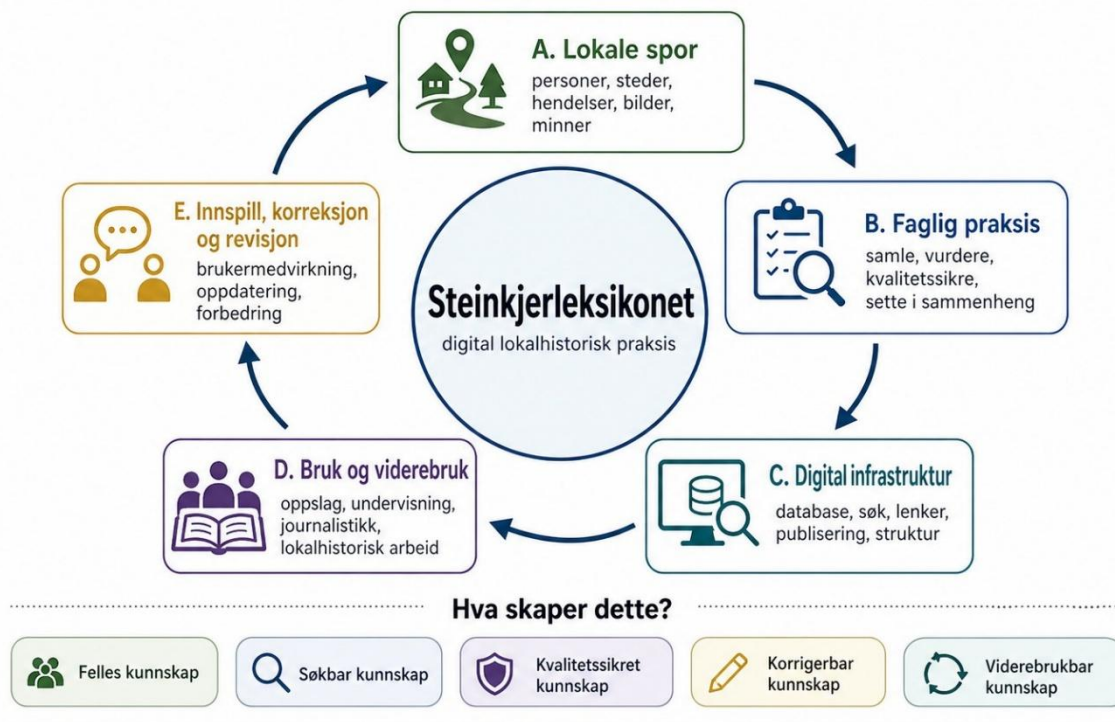 A. Lokale spor
personer, steder,
hendelser, bilder,
minner
B. Faglig praksis
samle, vurdere,
kvalitetssikre,
sette i sammenheng
C. Digital infrastruktur
database, søk, lenker,
publisering, struktur
D. Bruk og viderebruk
oppslag, undervisning,
journalistikk,
lokalhistorisk arbeid
E. Innspill, korreksjon
og revisjon
brukermedvirkning,
oppdatering,
forbedring
Steinkjerleksikonet
digital lokalhistorisk praksis
Hva skaper dette?
Felles kunnskap
Søkbar kunnskap
Kvalitetssikret
kunnskap
Korrigerbar
kunnskap
Viderebrukbar
kunnskap